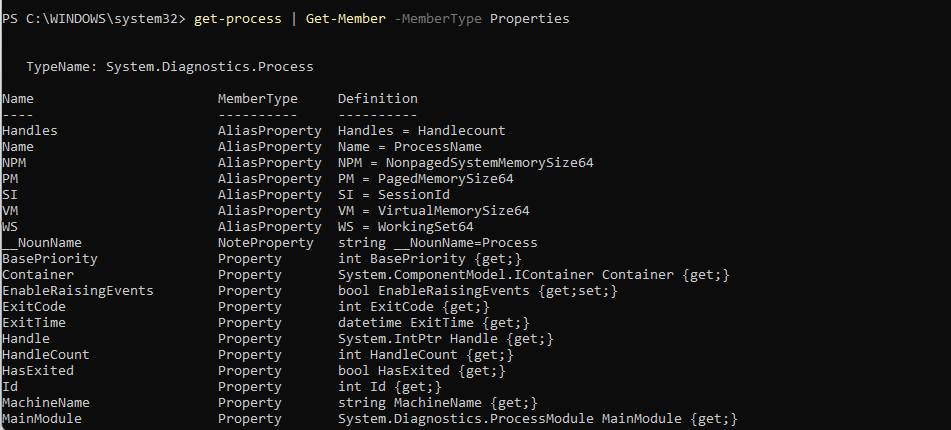 PS C:\WINDOWS\system32> get-process | Get-Member -MemberType Properties
TypeName: System.Diagnostics.Process
Name MemberType Definition
---- ---------- ----------
Handles AliasProperty Handles = Handlecount
Name AliasProperty Name = ProcessName
NPM AliasProperty NPM = NonpagedSystemMemorySize64
PM AliasProperty PM = PagedMemorySize64
SI AliasProperty SI = SessionId
VM AliasProperty VM = VirtualMemorySize64
WS AliasProperty WS = WorkingSet64
__NounName NoteProperty string __NounName=Process
BasePriority Property int BasePriority {get;}
Container Property System.ComponentModel.IContainer Container {get;}
EnableRaisingEvents Property bool EnableRaisingEvents {get;set;}
ExitCode Property int ExitCode {get;}
ExitTime Property datetime ExitTime {get;}
Handle Property System.IntPtr Handle {get;}
HandleCount Property int HandleCount {get;}
HasExited Property bool HasExited {get;}
Id Property int Id {get;}
MachineName Property string MachineName {get;}
MainModule Property System.Diagnostics.ProcessModule MainModule {get;}